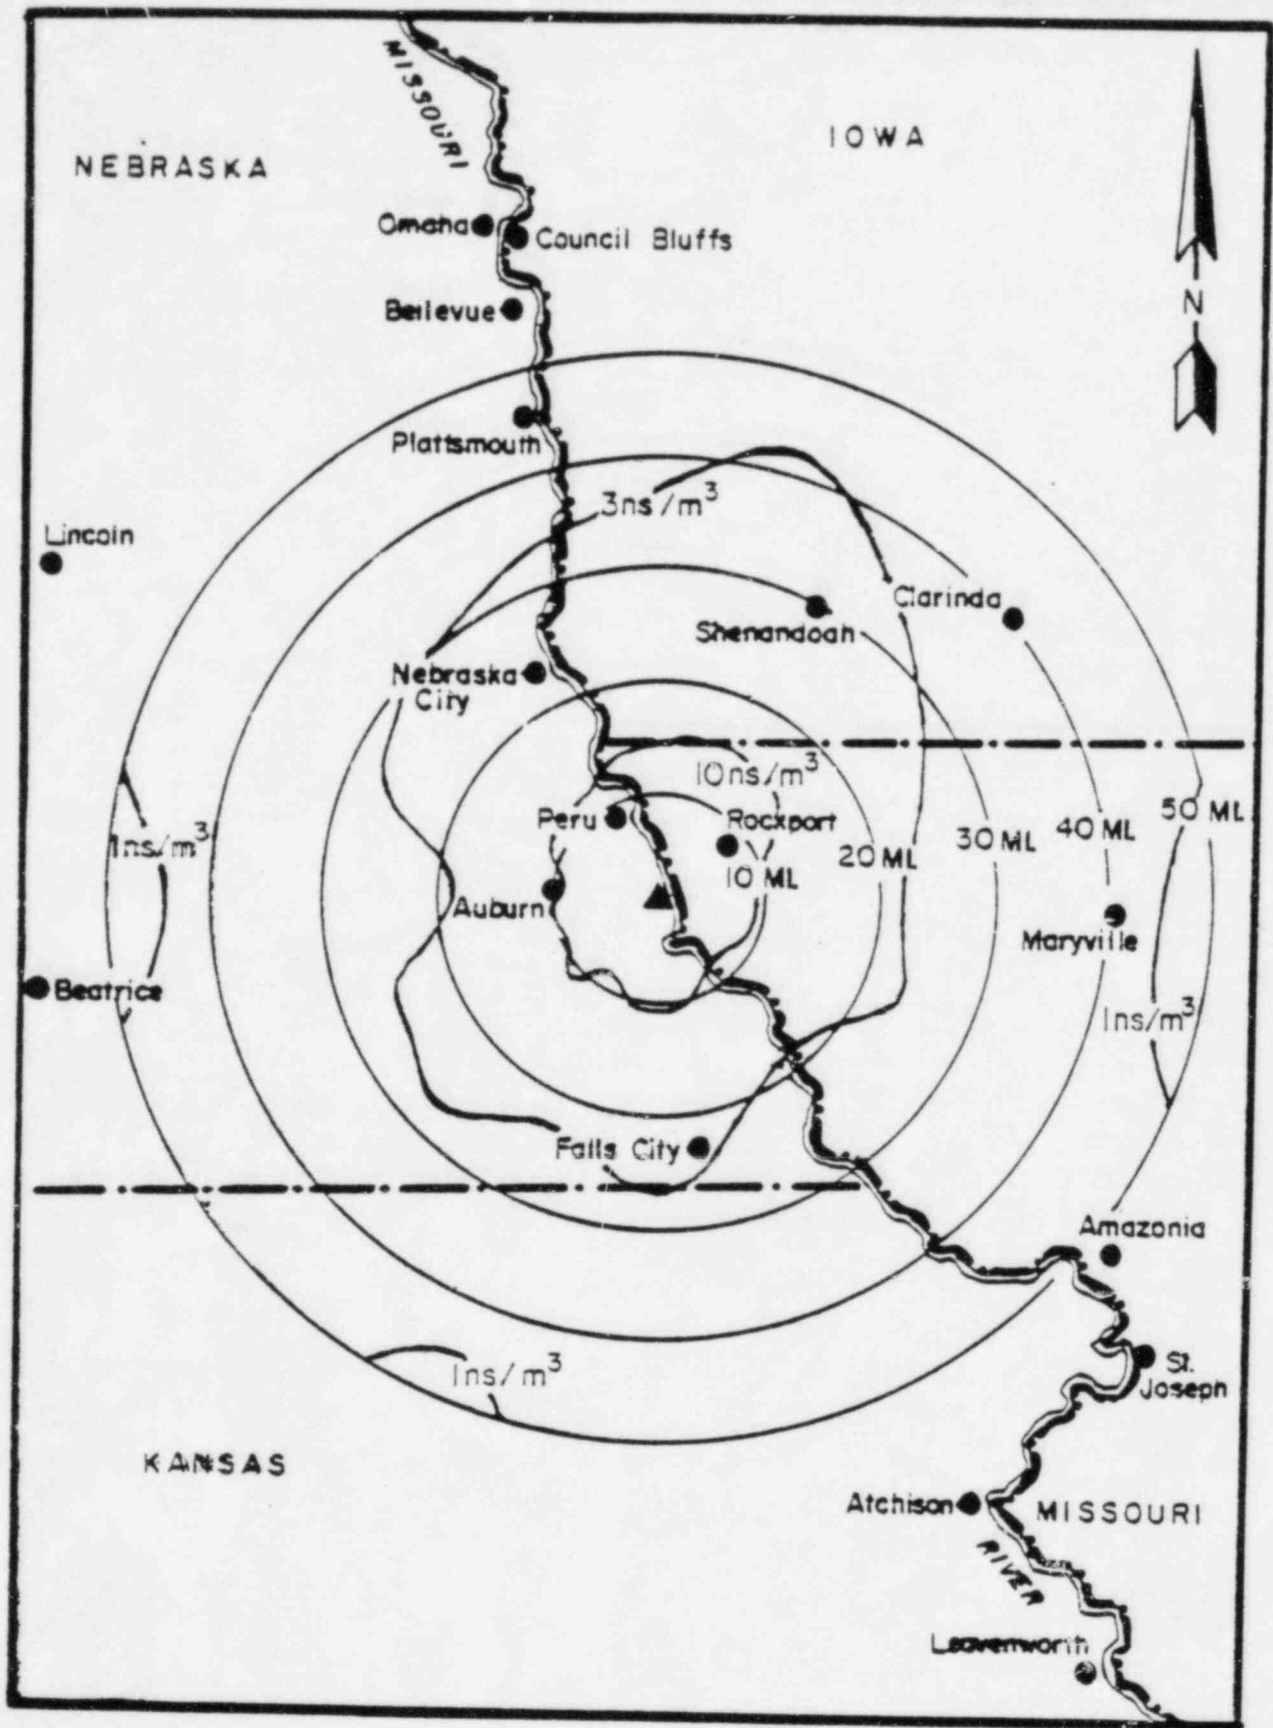 MISSOURI
IOWA
NEBRASKA
Omaha
Council Bluffs
N
Bellevue
Plattsmouth
3ns/m³
Lincoln
Clarinda
Shenandoah
Nebraska
City
10ns/m³
50 ML
Peru
Rockport
40 ML
30 ML
1ns/m³
20 ML
10 ML
Auburn
Maryville
Beatrice
1ns/m³
Falls City
Amazonia
1ns/m³
St.
Joseph
KANSAS
Atchison
MISSOURI
RIVER
Leavenworth